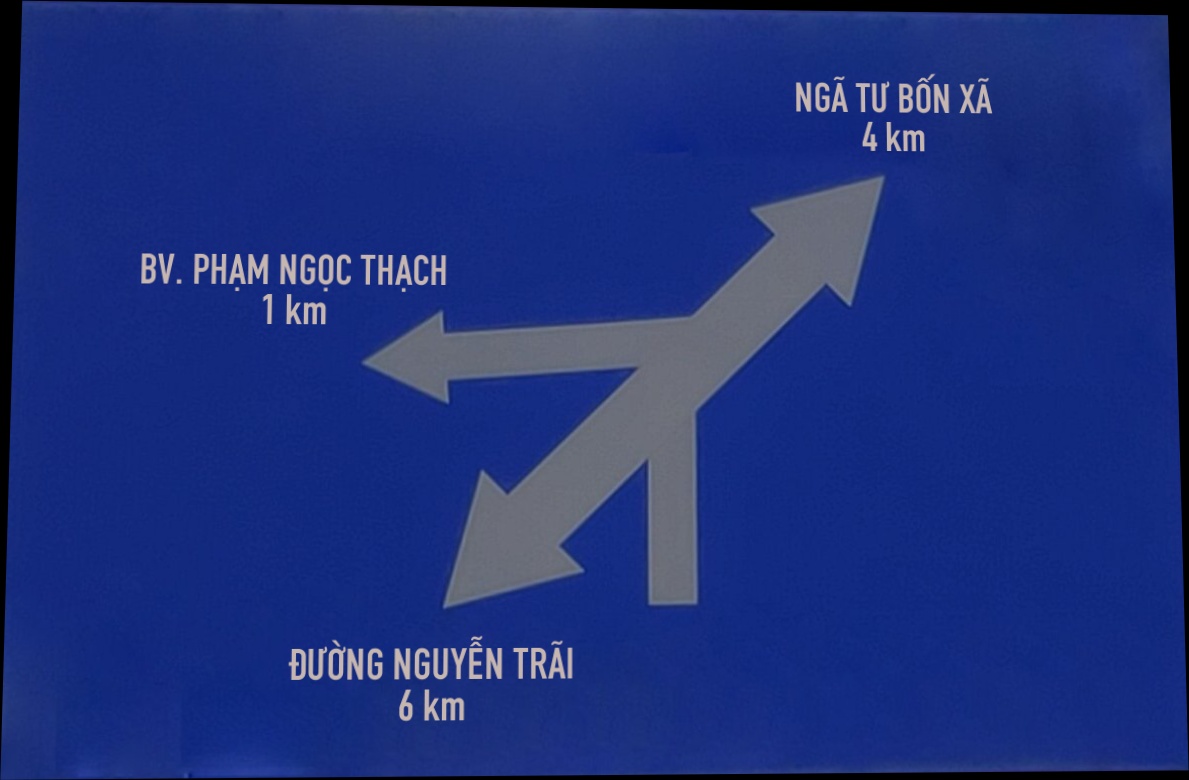 NGÃ TƯ BỐN XÃ
4 km
BV. PHẠM NGỌC THẠCH
1 km
ĐƯỜNG NGUYỄN TRÃI
6 km